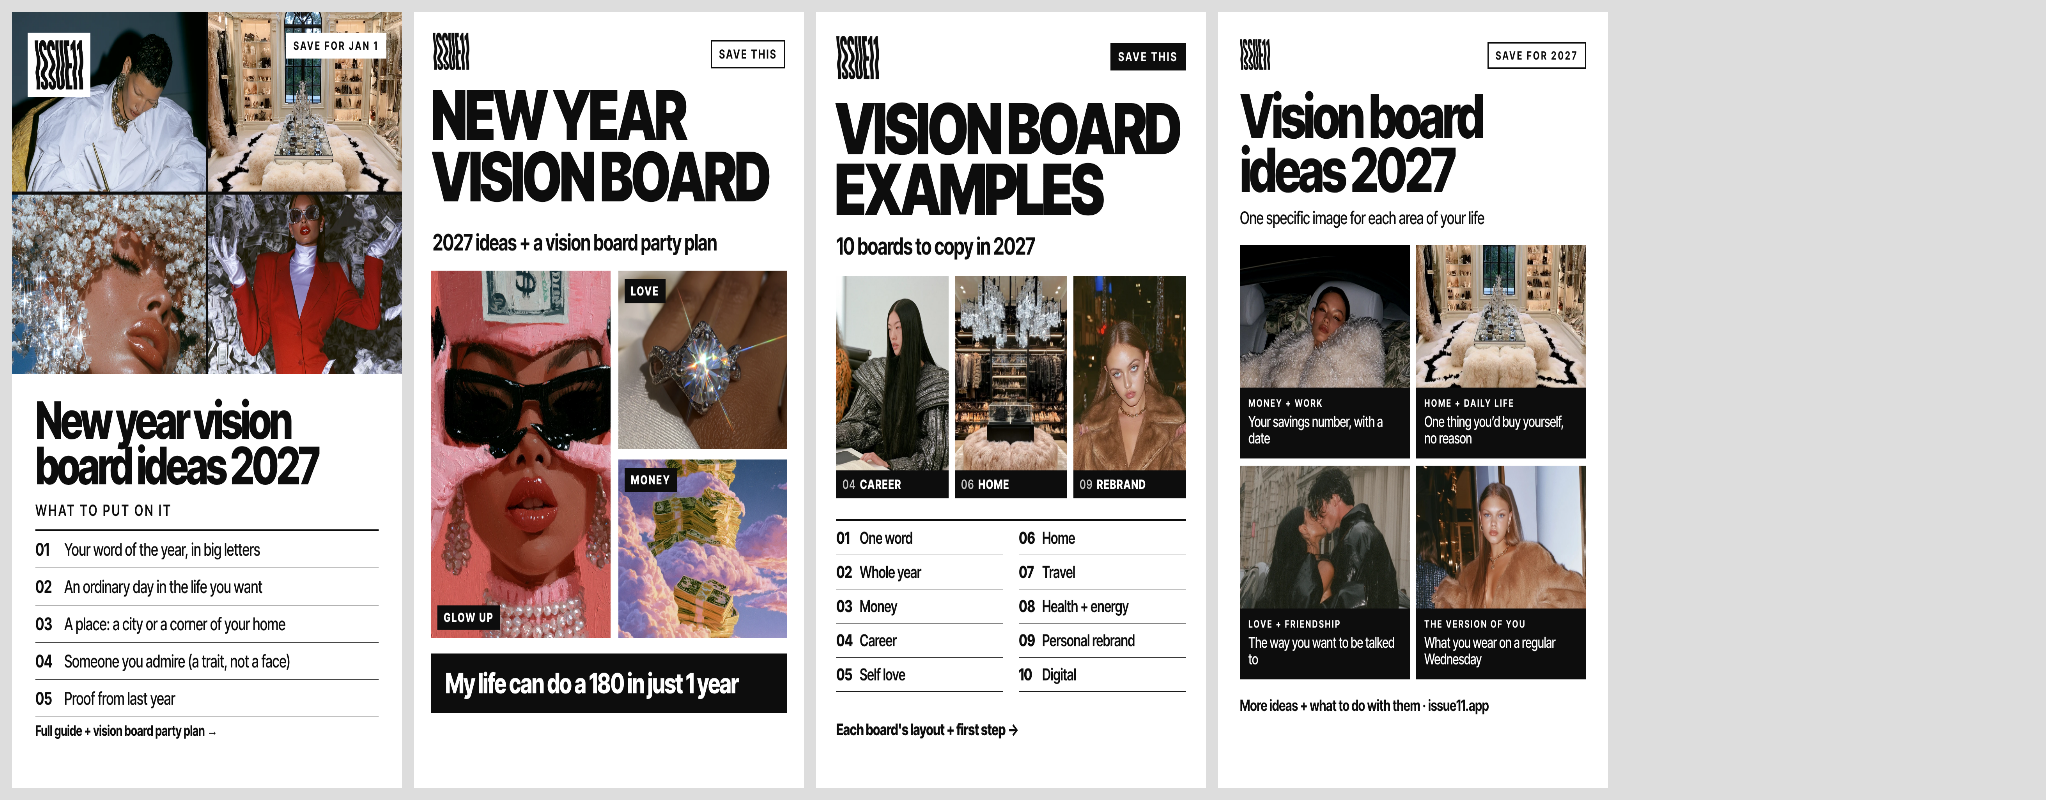 ISSUE11
SAVE FOR JAN 1
New year vision
board ideas 2027
WHAT TO PUT ON IT
01 Your word of the year, in big letters
02 An ordinary day in the life you want
03 A place: a city or a corner of your home
04 Someone you admire (a trait, not a face)
05 Proof from last year
Full guide + vision board party plan →
ISSUE11
SAVE THIS
NEW YEAR
VISION BOARD
2027 ideas + a vision board party plan
LOVE
MONEY
GLOW UP
My life can do a 180 in just 1 year
ISSUE11
SAVE THIS
VISION BOARD
EXAMPLES
10 boards to copy in 2027
04 CAREER
06 HOME
09 REBRAND
01 One word
02 Whole year
03 Money
04 Career
05 Self love
06 Home
07 Travel
08 Health + energy
09 Personal rebrand
10 Digital
Each board's layout + first step →
ISSUE11
SAVE FOR 2027
Vision board
ideas 2027
One specific image for each area of your life
MONEY + WORK
Your savings number, with a
date
HOME + DAILY LIFE
One thing you'd buy yourself,
no reason
LOVE + FRIENDSHIP
The way you want to be talked
to
THE VERSION OF YOU
What you wear on a regular
Wednesday
More ideas + what to do with them · issue11.app